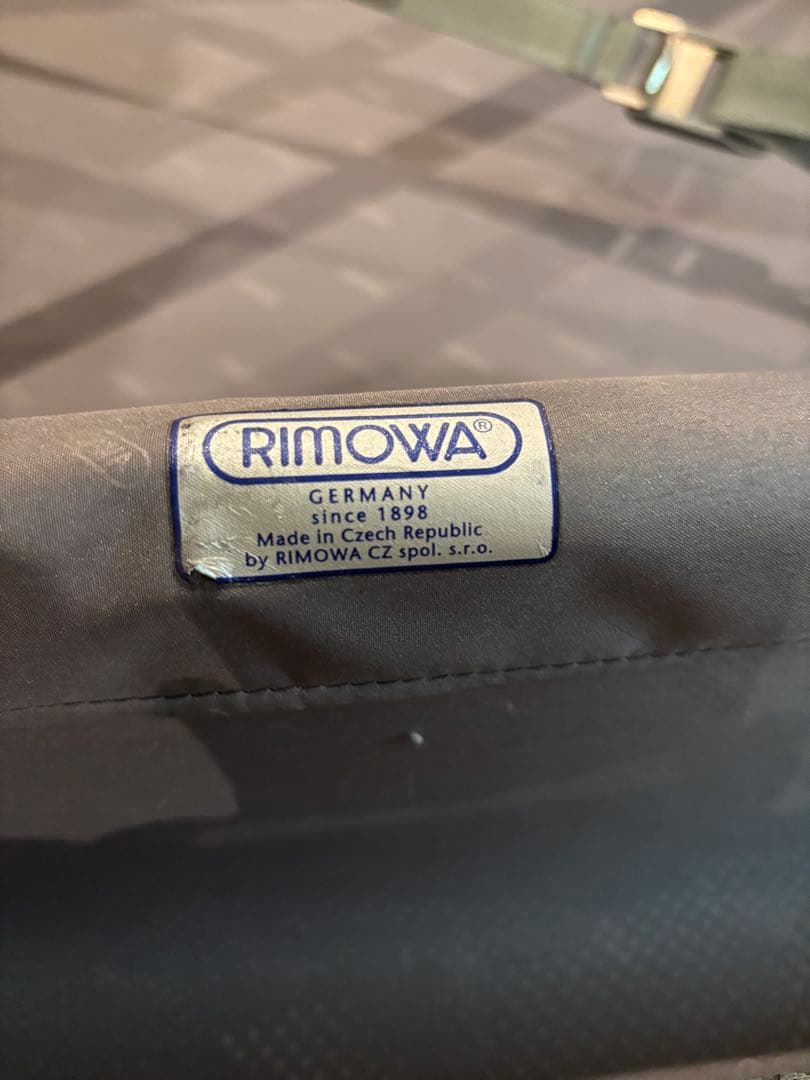 RIMOWA®
GERMANY
since 1898
Made in Czech Republic
by RIMOWA CZ spol. s.r.o.